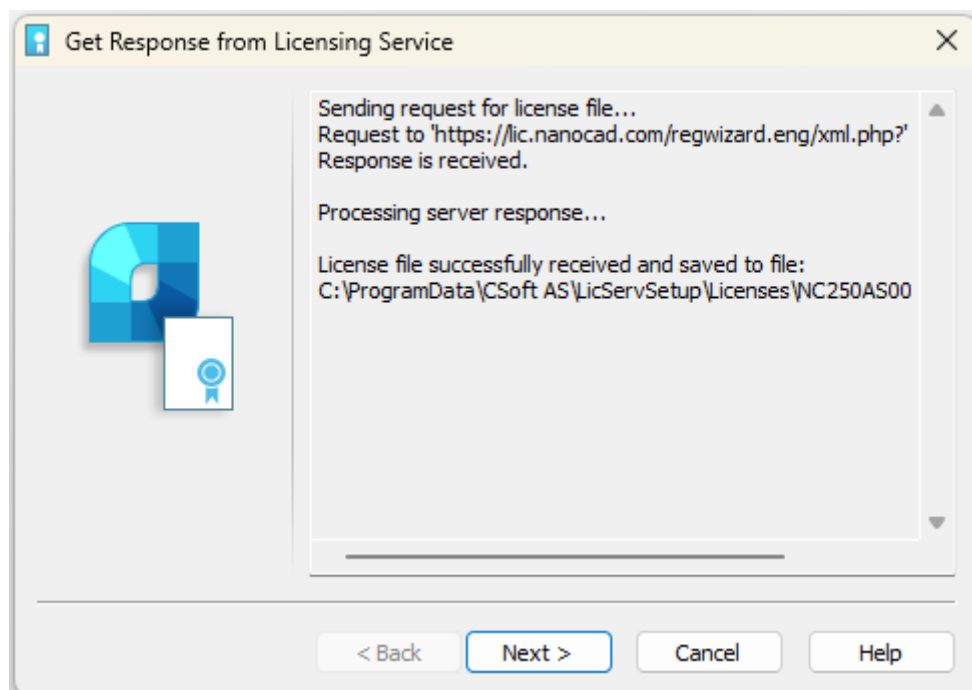 Get Response from Licensing Service
Sending request for license file...
Request to 'https://lic.nanocad.com/regwizard.eng/xml.php?'
Response is received.
Processing server response...
License file successfully received and saved to file:
C:\ProgramData\CSoft AS\LicServSetup\Licenses\NC250AS00
< Back
Next >
Cancel
Help